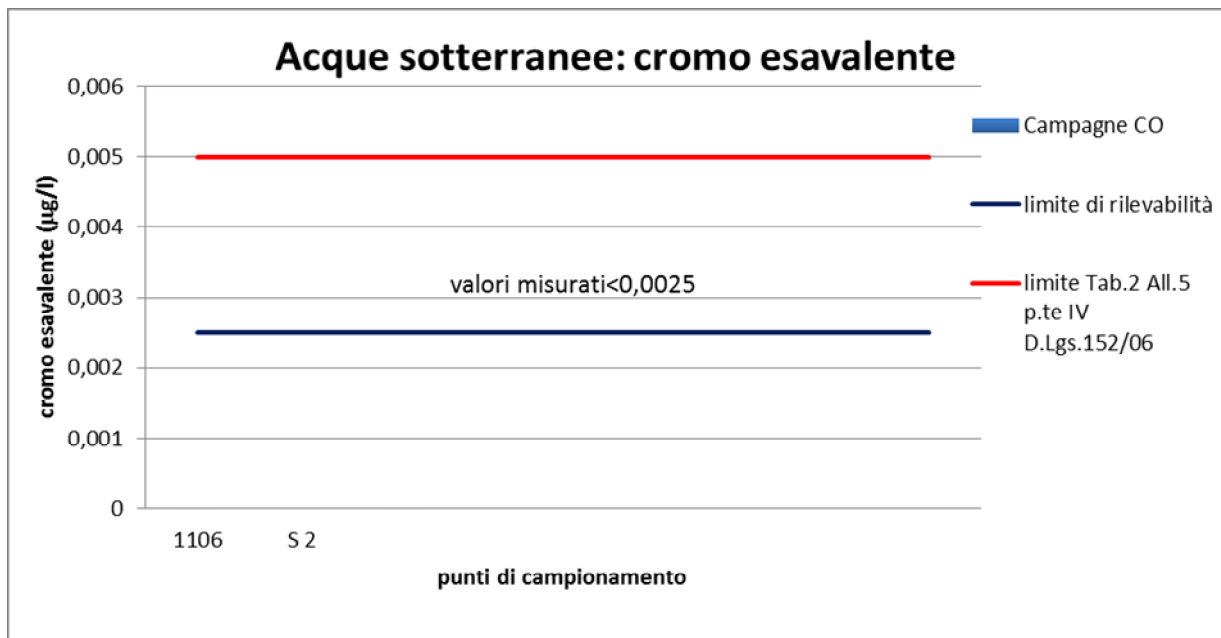 Acque sotterranee: cromo esavalente
cromo esavalente (µg/l)
0,006
0,005
0,004
0,003
0,002
0,001
0
valori misurati<0,0025
1106
S 2
punti di campionamento
Campagne CO
limite di rilevabilità
limite Tab.2 All.5
p.te IV
D.Lgs.152/06